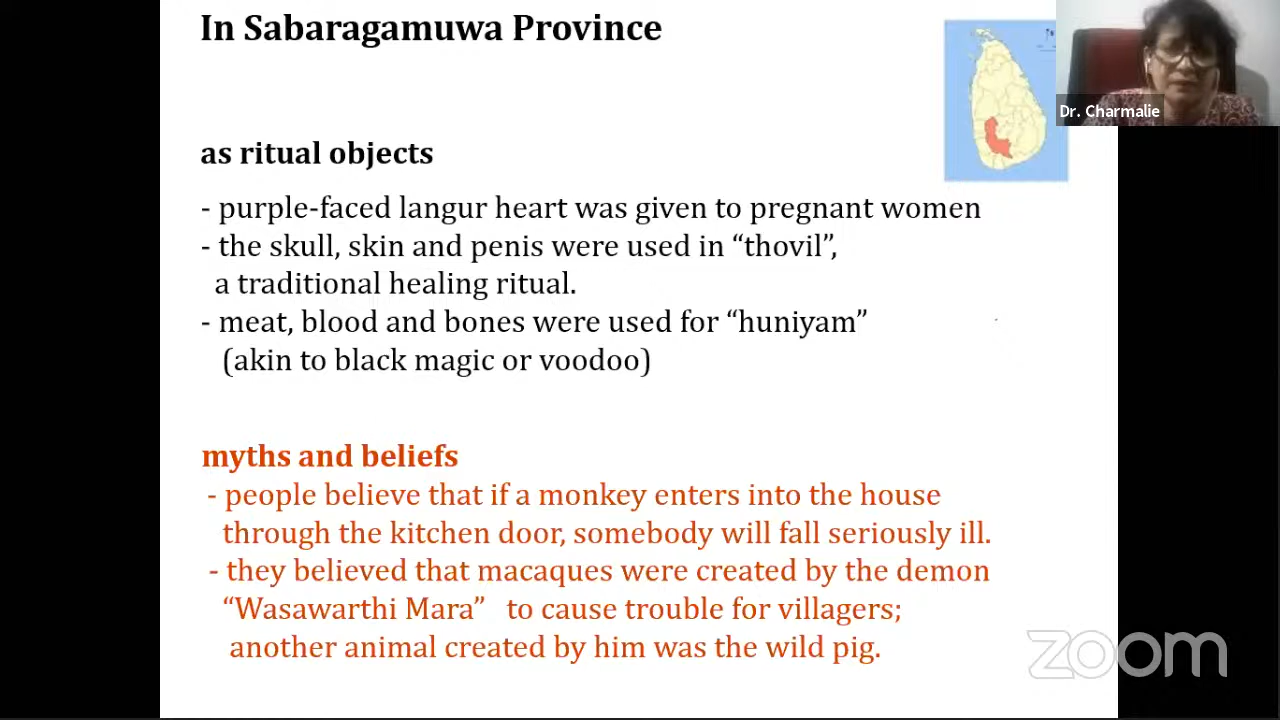 In Sabaragamuwa Province
Dr. Charmalie
as ritual objects
- purple-faced langur heart was given to pregnant women
- the skull, skin and penis were used in “thovil”,
a traditional healing ritual.
- meat, blood and bones were used for “huniyam”
(akin to black magic or voodoo)
myths and beliefs
- people believe that if a monkey enters into the house
through the kitchen door, somebody will fall seriously ill.
- they believed that macaques were created by the demon
“Wasawarthi Mara” to cause trouble for villagers;
another animal created by him was the wild pig.
zoom